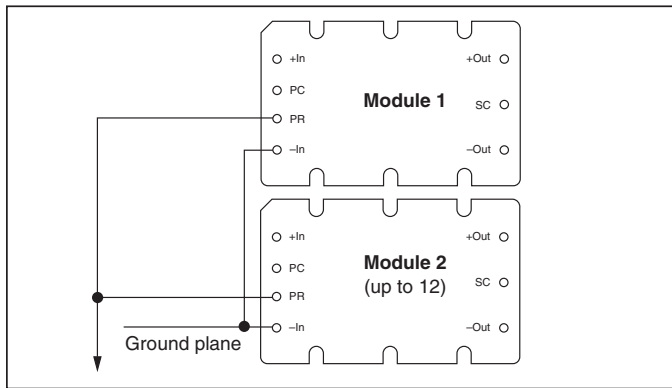 +In
+Out
PC
Module 1
SC
PR
–In
–Out
+In
+Out
Module 2
PC
(up to 12)
SC
PR
–In
–Out
Ground plane